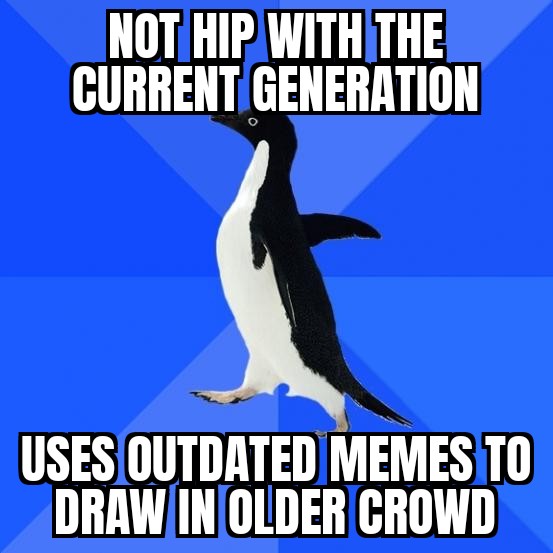 NOT HIP WITH THE
CURRENT GENERATION
USES OUTDATED MEMES TO
DRAW IN OLDER CROWD